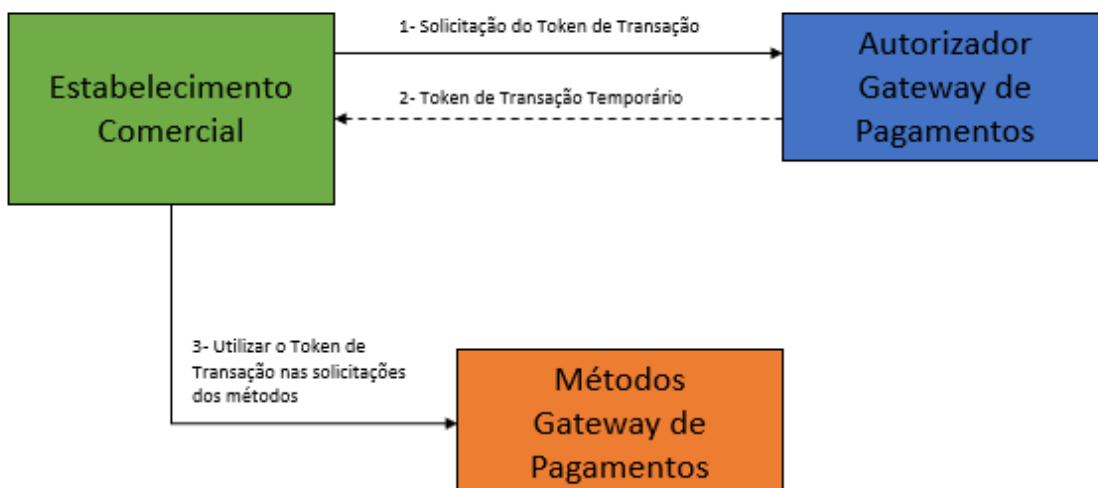 1- Solicitação do Token de Transação
Estabelecimento
Comercial
Autorizador
Gateway de
Pagamentos
2- Token de Transação Temporário
3- Utilizar o Token de
Transação nas solicitações
dos métodos
Métodos
Gateway de
Pagamentos